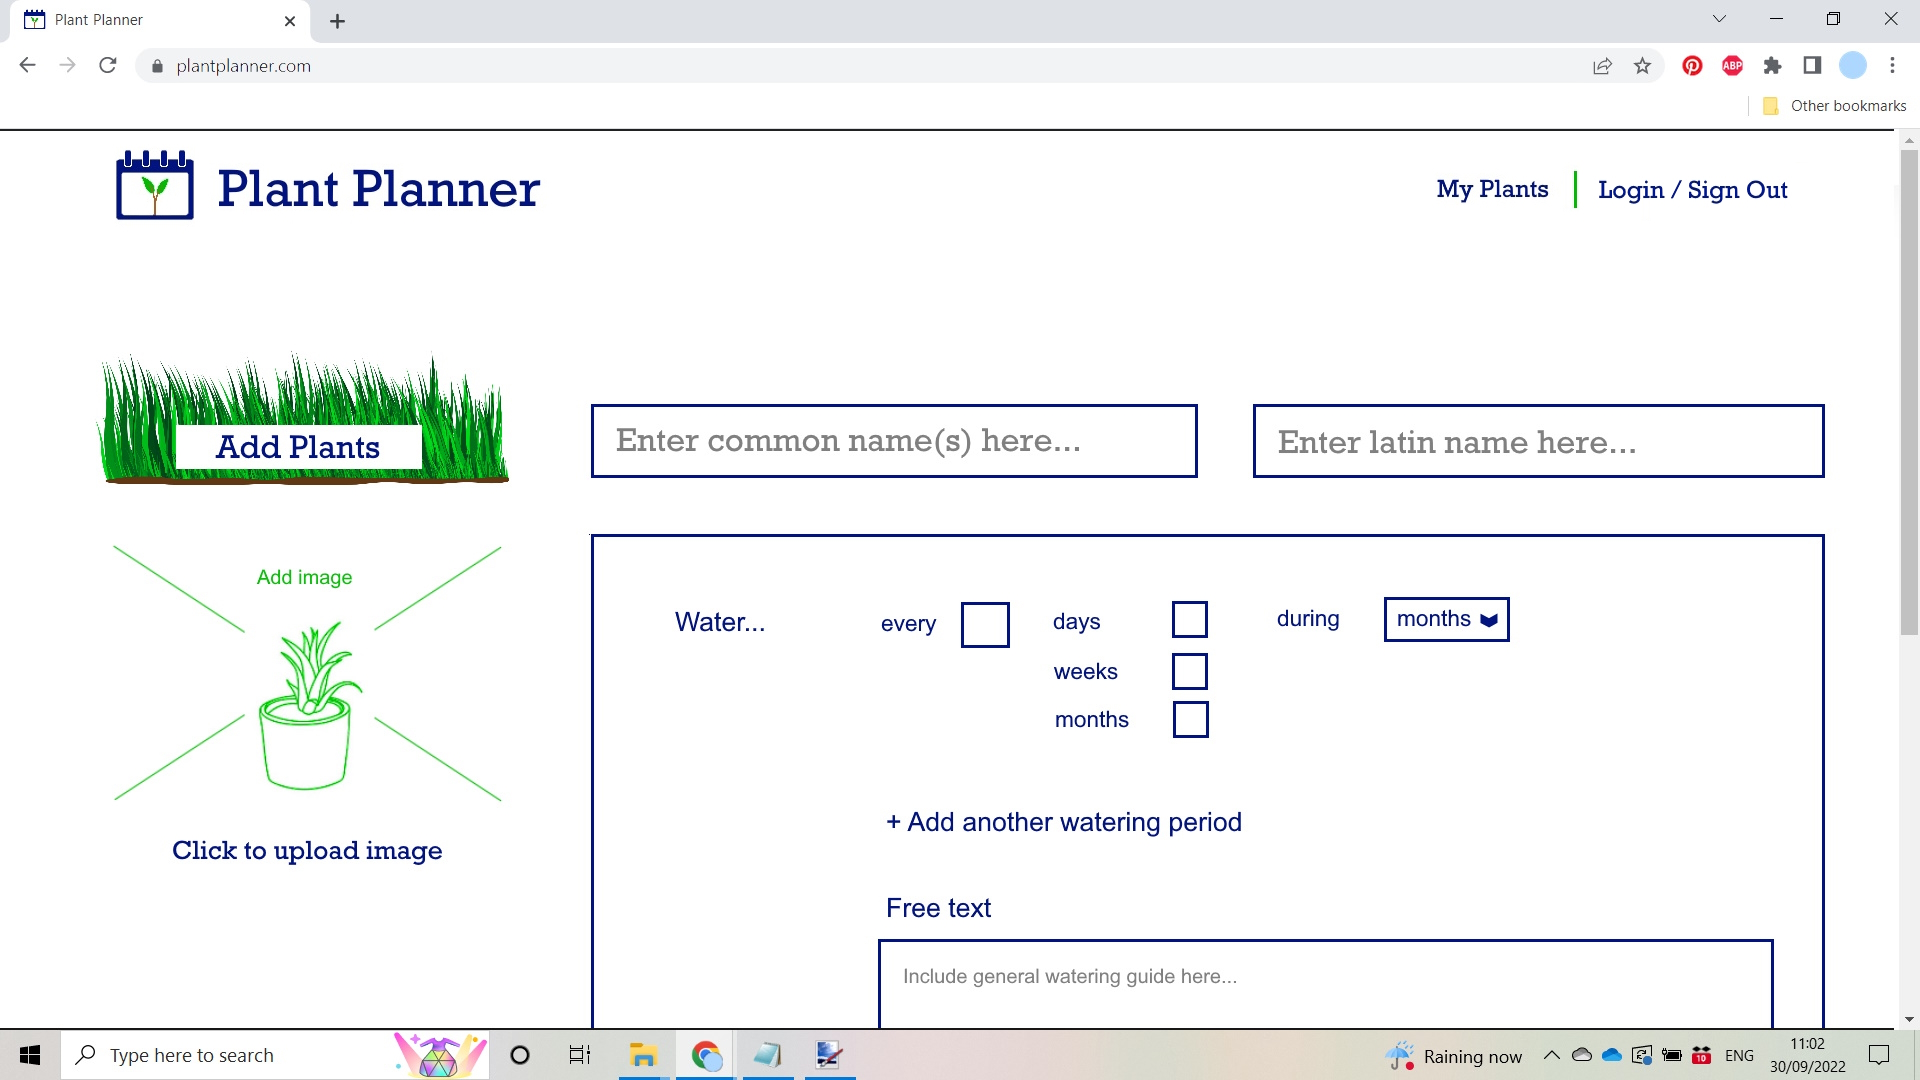 Plant Planner
plantplanner.com
ABP
Other bookmarks
Plant Planner
My Plants
Login / Sign Out
Add Plants
Enter common name(s) here...
Enter latin name here...
Add image
Click to upload image
Water...
every
days
during
months
weeks
months
+ Add another watering period
Free text
Include general watering guide here...
Type here to search
Raining now
10
ENG
11:02
30/09/2022